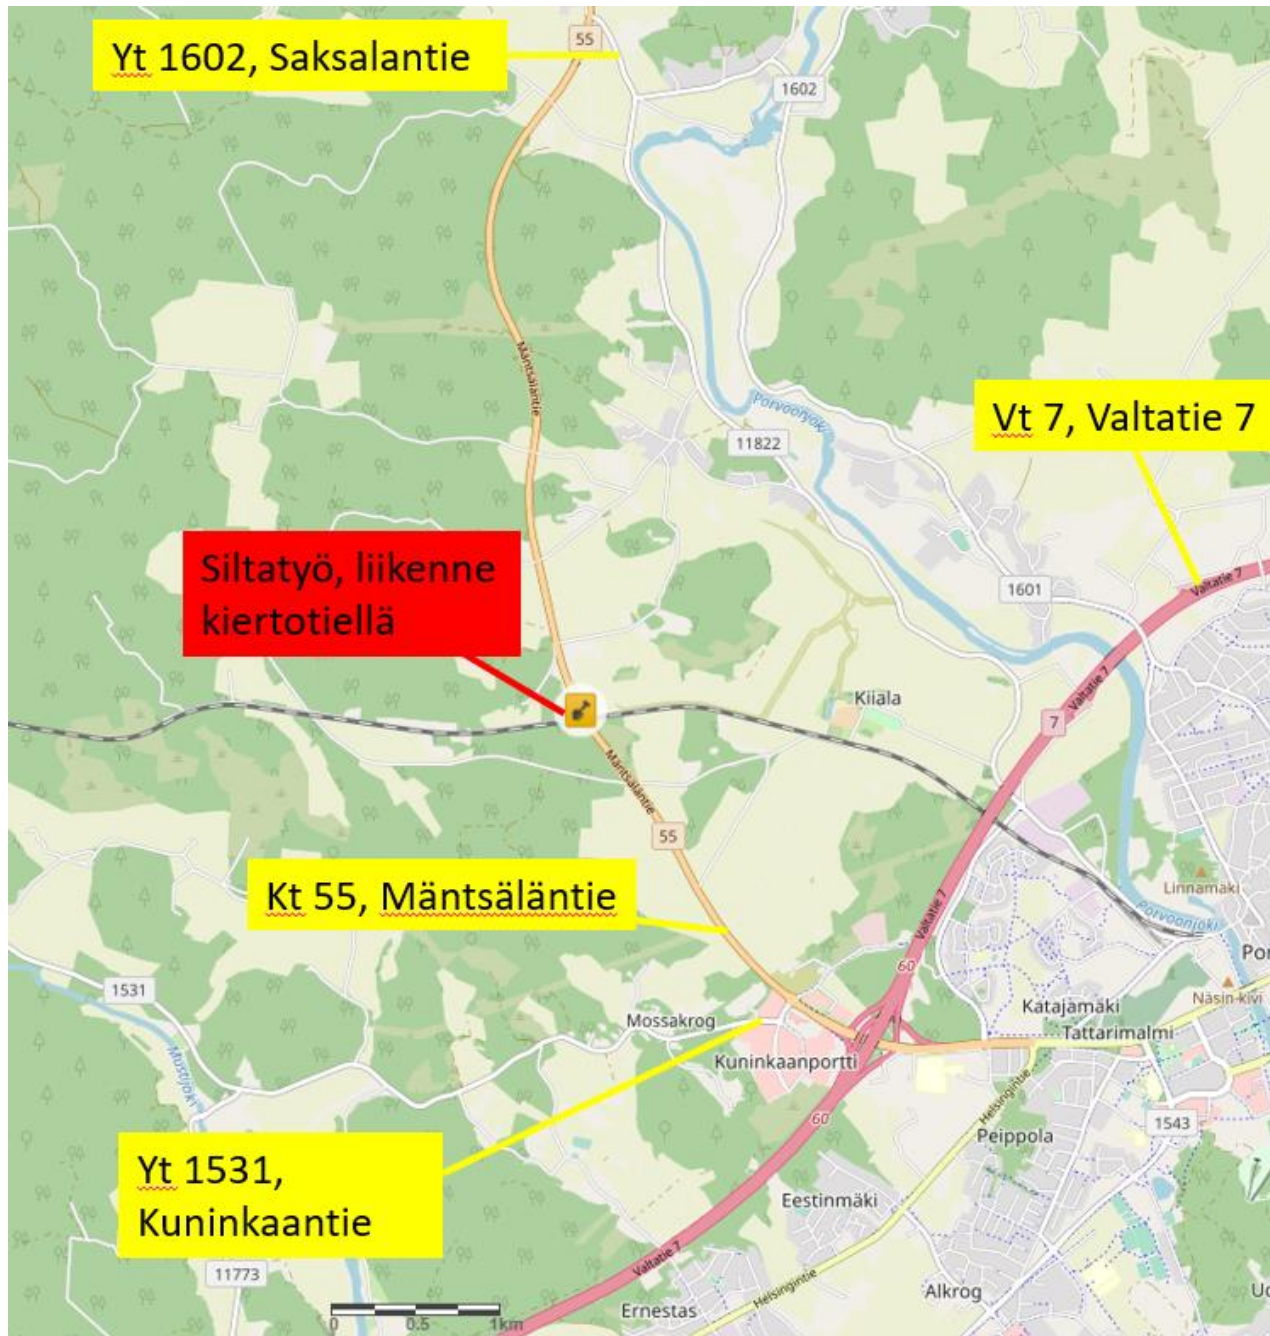 55
Yt 1602, Saksalantie
1602
Mäntsäläntie
Porvoonjoki
Vt 7, Valtatie 7
11822
Siltatyö, liikenne
kiertotiellä
Valtatie 7
1601
Valtatie 7
Kiiala
7
Mäntsäläntie
55
Kt 55, Mäntsäläntie
Linnamäki
Valtatie 7
Porvoonjoki
Por
60
1531
Näsin kivi
Katajamäki
Mossakrog
Tattarimalmi
Kuninkaanportti
Mustijoki
Helsingintie
60
1543
Peippola
Yt 1531,
Kuninkaantie
Eestinmäki
Valtatie 7
11773
Helsingintie
Alkrog
Ernestas
0 0.5 1km